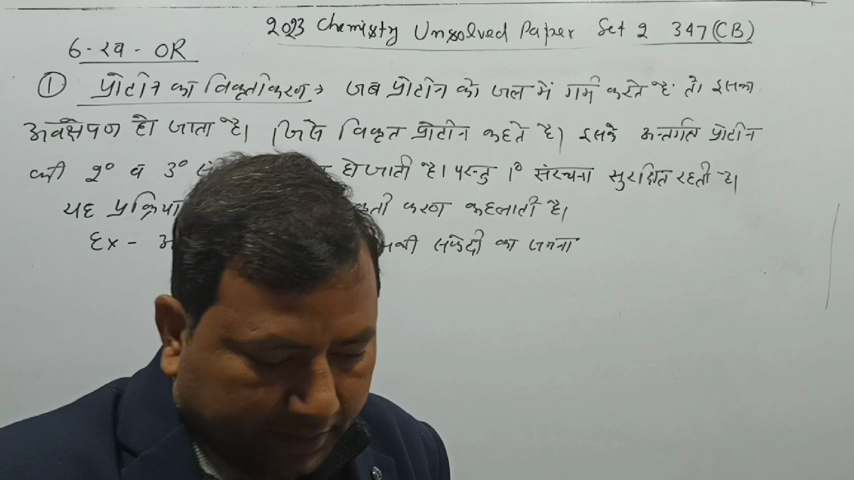 2023 Chemistry Unsolved Paper Set 2 347(CB)
6-ख-OR
① प्रोटीन का विकृतीकरण → जब प्रोटीन को जल में गर्म करते है तो इसका
अवक्षेपण हो जाता है। (जिसे विकृत प्रोटीन कहते है) इसके अन्तर्गत प्रोटीन
की 2° व 3° हो जाती है। परन्तु 1° संरचना सुरक्षित रहती है।
यह प्रक्रिया करण कहलाती है।
Ex- सफेदी का जमना